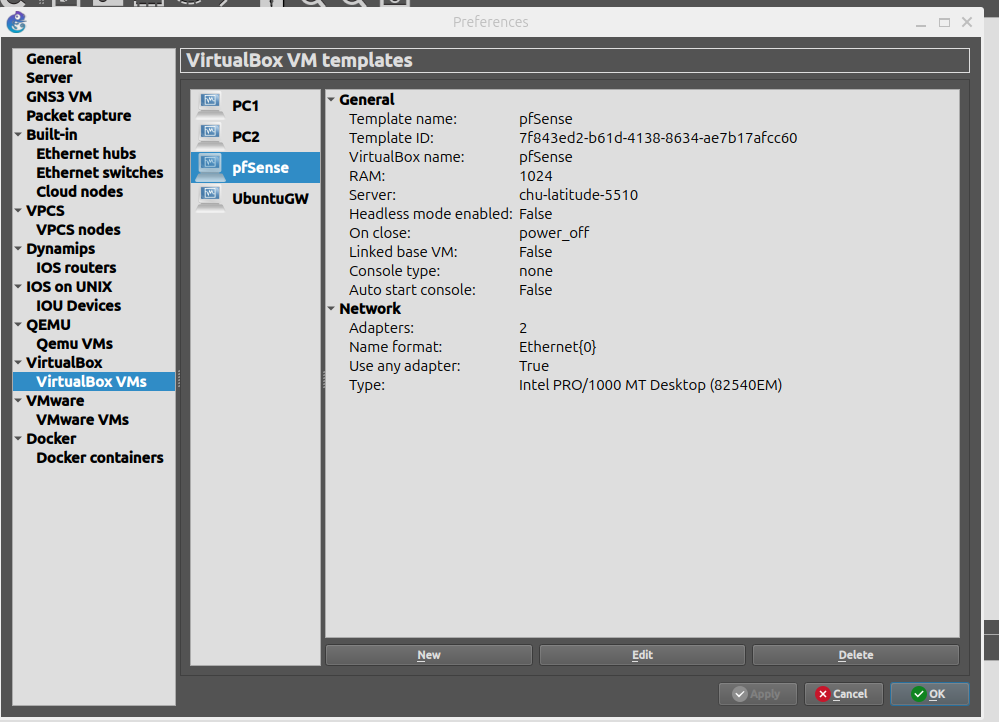 Preferences
General
Server
GNS3 VM
Packet capture
Built-in
Ethernet hubs
Ethernet switches
Cloud nodes
VPCS
VPCS nodes
Dynamips
IOS routers
IOS on UNIX
IOU Devices
QEMU
Qemu VMs
VirtualBox
VirtualBox VMs
VMware
VMware VMs
Docker
Docker containers
VirtualBox VM templates
PC1
PC2
pfSense
UbuntuGW
General
Template name: pfSense
Template ID: 7f843ed2-b61d-4138-8634-ae7b17afcc60
VirtualBox name: pfSense
RAM: 1024
Server: chu-latitude-5510
Headless mode enabled: False
On close: power_off
Linked base VM: False
Console type: none
Auto start console: False
Network
Adapters: 2
Name format: Ethernet{0}
Use any adapter: True
Type: Intel PRO/1000 MT Desktop (82540EM)
New Edit Delete
Apply Cancel OK